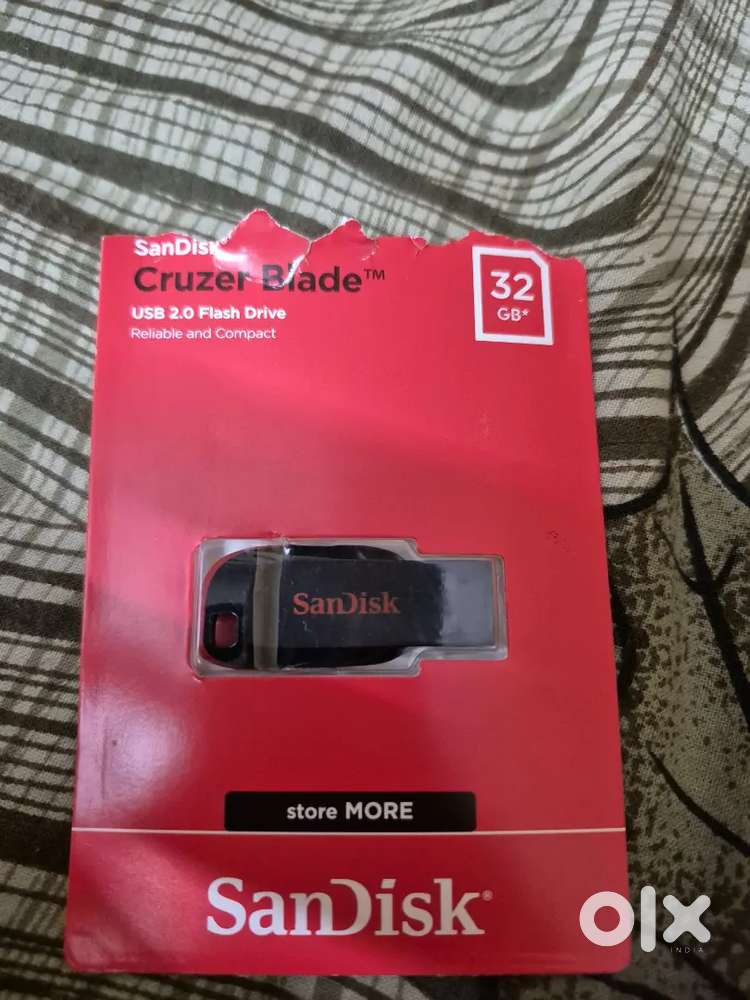 SanDisk
Cruzer Blade™
USB 2.0 Flash Drive
Reliable and Compact
32
GB*
SanDisk
store MORE
SanDisk®
olx
INDIA